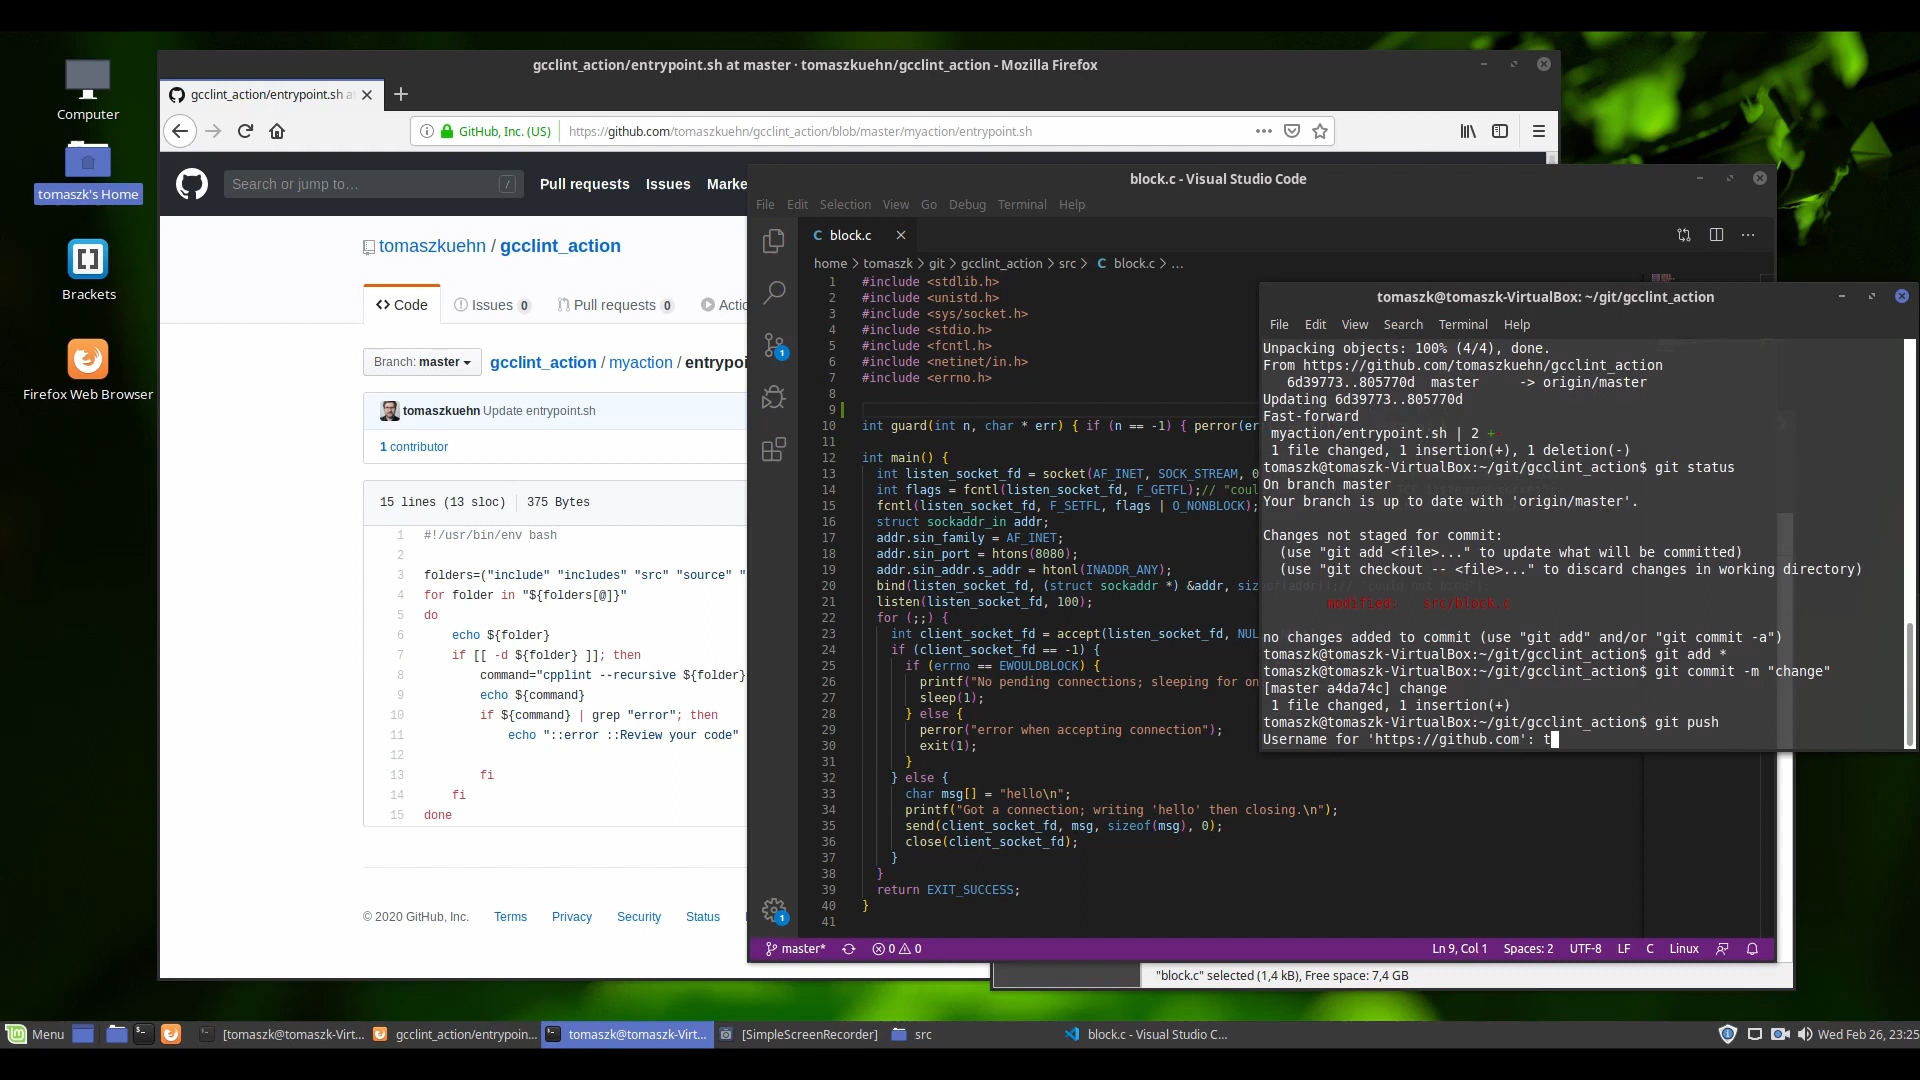 Computer
tomaszk's Home
Brackets
Firefox Web Browser
gcclint_action/entrypoint.sh at master · tomaszkuehn/gcclint_action - Mozilla Firefox
gcclint_action/entrypoint.sh at
GitHub, Inc. (US)
https://github.com/tomaszkuehn/gcclint_action/blob/master/myaction/entrypoint.sh
Search or jump to…
/
Pull requests Issues Marke
tomaszkuehn / gcclint_action
Code Issues 0 Pull requests 0 Actio
Branch: master gcclint_action / myaction / entrypoi
tomaszkuehn Update entrypoint.sh
1 contributor
15 lines (13 sloc) 375 Bytes
1 #!/usr/bin/env bash
2
3 folders=("include" "includes" "src" "source" "
4 for folder in "${folders[@]}"
5 do
6 echo ${folder}
7 if [[ -d ${folder} ]]; then
8 command="cpplint --recursive ${folder}
9 echo ${command}
10 if ${command} | grep "error"; then
11 echo "::error ::Review your code"
12
13 fi
14 fi
15 done
© 2020 GitHub, Inc. Terms Privacy Security Status
block.c - Visual Studio Code
File Edit Selection View Go Debug Terminal Help
C block.c
home > tomaszk > git > gcclint_action > src > C block.c > ...
1 #include <stdlib.h>
2 #include <unistd.h>
3 #include <sys/socket.h>
4 #include <stdio.h>
5 #include <fcntl.h>
6 #include <netinet/in.h>
7 #include <errno.h>
8
9
10 int guard(int n, char * err) { if (n == -1) { perror(er
11
12 int main() {
13 int listen_socket_fd = socket(AF_INET, SOCK_STREAM, 0
14 int flags = fcntl(listen_socket_fd, F_GETFL);// "coul
15 fcntl(listen_socket_fd, F_SETFL, flags | O_NONBLOCK);
16 struct sockaddr_in addr;
17 addr.sin_family = AF_INET;
18 addr.sin_port = htons(8080);
19 addr.sin_addr.s_addr = htonl(INADDR_ANY);
20 bind(listen_socket_fd, (struct sockaddr *) &addr, siz
21 listen(listen_socket_fd, 100);
22 for (;;) {
23 int client_socket_fd = accept(listen_socket_fd, NUL
24 if (client_socket_fd == -1) {
25 if (errno == EWOULDBLOCK) {
26 printf("No pending connections; sleeping for on
27 sleep(1);
28 } else {
29 perror("error when accepting connection");
30 exit(1);
31 }
32 } else {
33 char msg[] = "hello\n";
34 printf("Got a connection; writing 'hello' then closing.\n");
35 send(client_socket_fd, msg, sizeof(msg), 0);
36 close(client_socket_fd);
37 }
38 }
39 return EXIT_SUCCESS;
40 }
41
1
1
master* 0 0 Ln 9, Col 1 Spaces: 2 UTF-8 LF C Linux
"block.c" selected (1,4 kB), Free space: 7,4 GB
tomaszk@tomaszk-VirtualBox: ~/git/gcclint_action
File Edit View Search Terminal Help
Unpacking objects: 100% (4/4), done.
From https://github.com/tomaszkuehn/gcclint_action
6d39773..805770d master -> origin/master
Updating 6d39773..805770d
Fast-forward
myaction/entrypoint.sh | 2 +-
1 file changed, 1 insertion(+), 1 deletion(-)
tomaszk@tomaszk-VirtualBox:~/git/gcclint_action$ git status
On branch master
Your branch is up to date with 'origin/master'.
Changes not staged for commit:
(use "git add <file>..." to update what will be committed)
(use "git checkout -- <file>..." to discard changes in working directory)
modified: src/block.c
no changes added to commit (use "git add" and/or "git commit -a")
tomaszk@tomaszk-VirtualBox:~/git/gcclint_action$ git add *
tomaszk@tomaszk-VirtualBox:~/git/gcclint_action$ git commit -m "change"
[master a4da74c] change
1 file changed, 1 insertion(+)
tomaszk@tomaszk-VirtualBox:~/git/gcclint_action$ git push
Username for 'https://github.com': t
Menu [tomaszk@tomaszk-Virt... gcclint_action/entrypoin... tomaszk@tomaszk-Virt... [SimpleScreenRecorder] src block.c - Visual Studio C... Wed Feb 26, 23:25